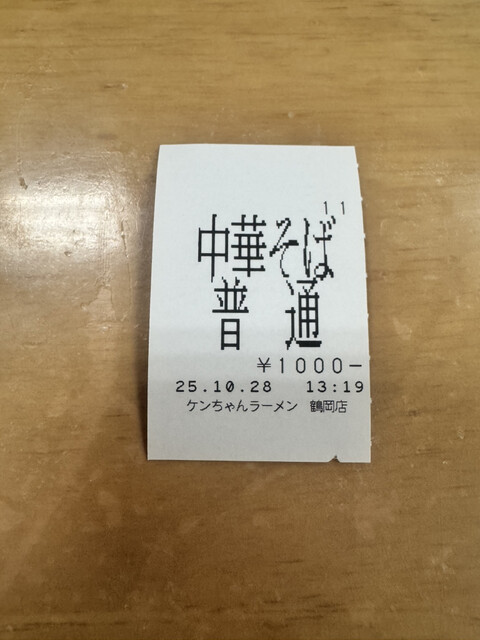 11
中華そば
普通
¥1000-
25.10.28 13:19
ケンちゃんラーメン 鶴岡店